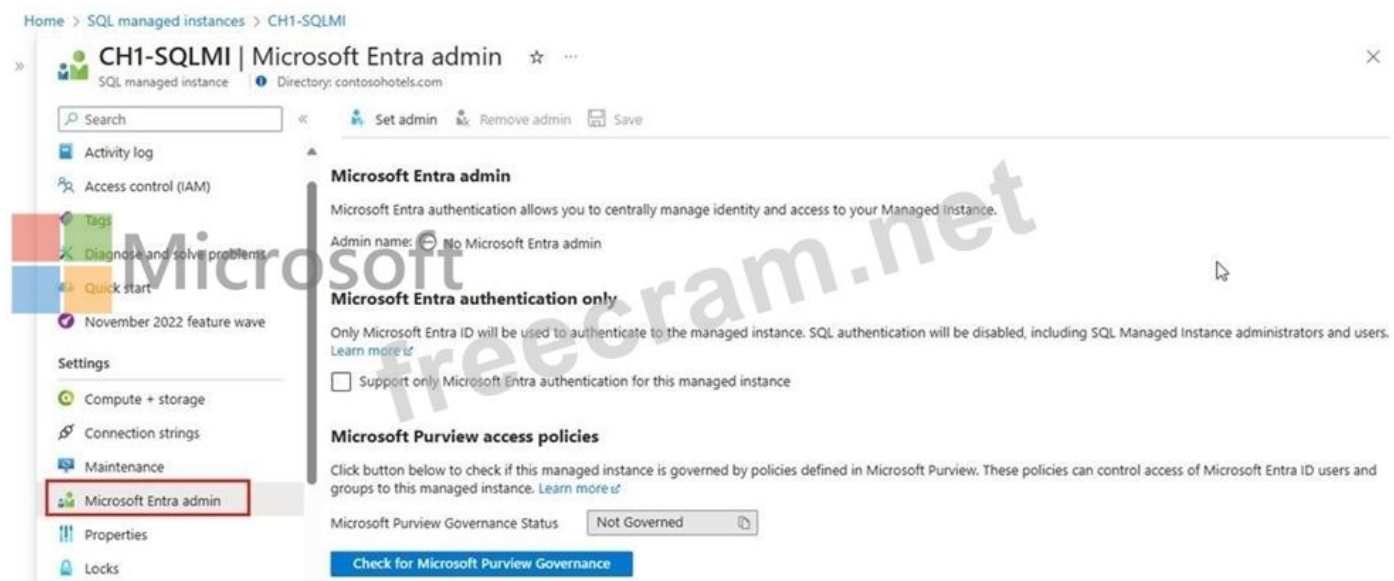 Home > SQL managed instances > CH1-SQLMI
CH1-SQLMI | Microsoft Entra admin
SQL managed instance
Directory: contosohotels.com
Search
Set admin
Remove admin
Save
Activity log
Access control (IAM)
Tags
Diagnose and solve problems
Quick start
November 2022 feature wave
Settings
Compute + storage
Connection strings
Maintenance
Microsoft Entra admin
Properties
Locks
Microsoft Entra admin
Microsoft Entra authentication allows you to centrally manage identity and access to your Managed Instance.
Admin name: No Microsoft Entra admin
Microsoft Entra authentication only
Only Microsoft Entra ID will be used to authenticate to the managed instance. SQL authentication will be disabled, including SQL Managed Instance administrators and users.
Learn more
Support only Microsoft Entra authentication for this managed instance
Microsoft Purview access policies
Click button below to check if this managed instance is governed by policies defined in Microsoft Purview. These policies can control access of Microsoft Entra ID users and
groups to this managed instance. Learn more
Microsoft Purview Governance Status
Not Governed
Check for Microsoft Purview Governance
Microsoft
freecram.net